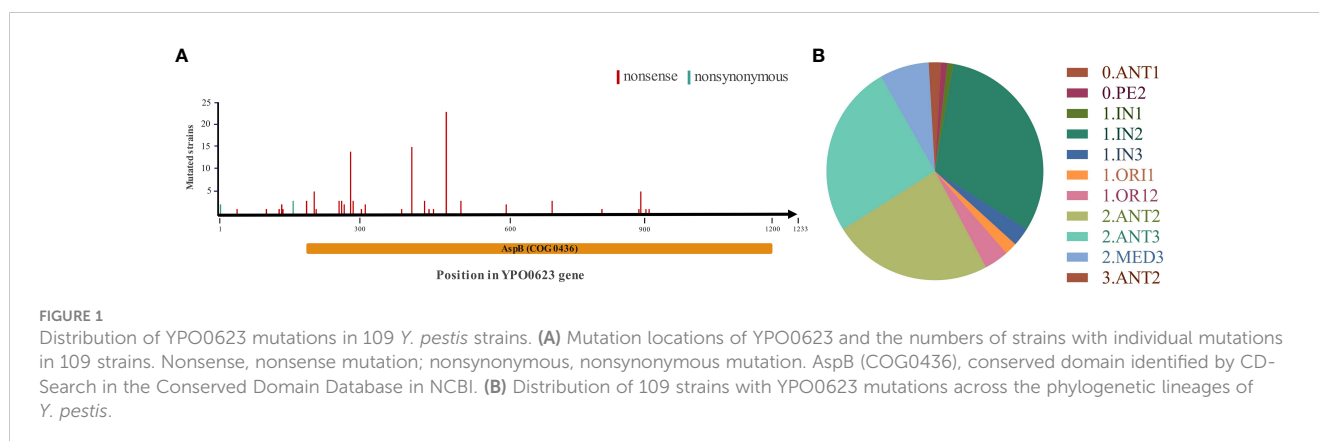 A
B
nonsense
nonsynonymous
Mutated strains
25
20
15
10
5
1
300
600
900
1200
1233
AspB (COG0436)
Position in YPO0623 gene
0.ANT1
0.PE2
1.IN1
1.IN2
1.IN3
1.ORI1
1.OR12
2.ANT2
2.ANT3
2.MED3
3.ANT2
FIGURE 1
Distribution of YPO0623 mutations in 109 Y. pestis strains. (A) Mutation locations of YPO0623 and the numbers of strains with individual mutations
in 109 strains. Nonsense, nonsense mutation; nonsynonymous, nonsynonymous mutation. AspB (COG0436), conserved domain identified by CD-
Search in the Conserved Domain Database in NCBI. (B) Distribution of 109 strains with YPO0623 mutations across the phylogenetic lineages of
Y. pestis.